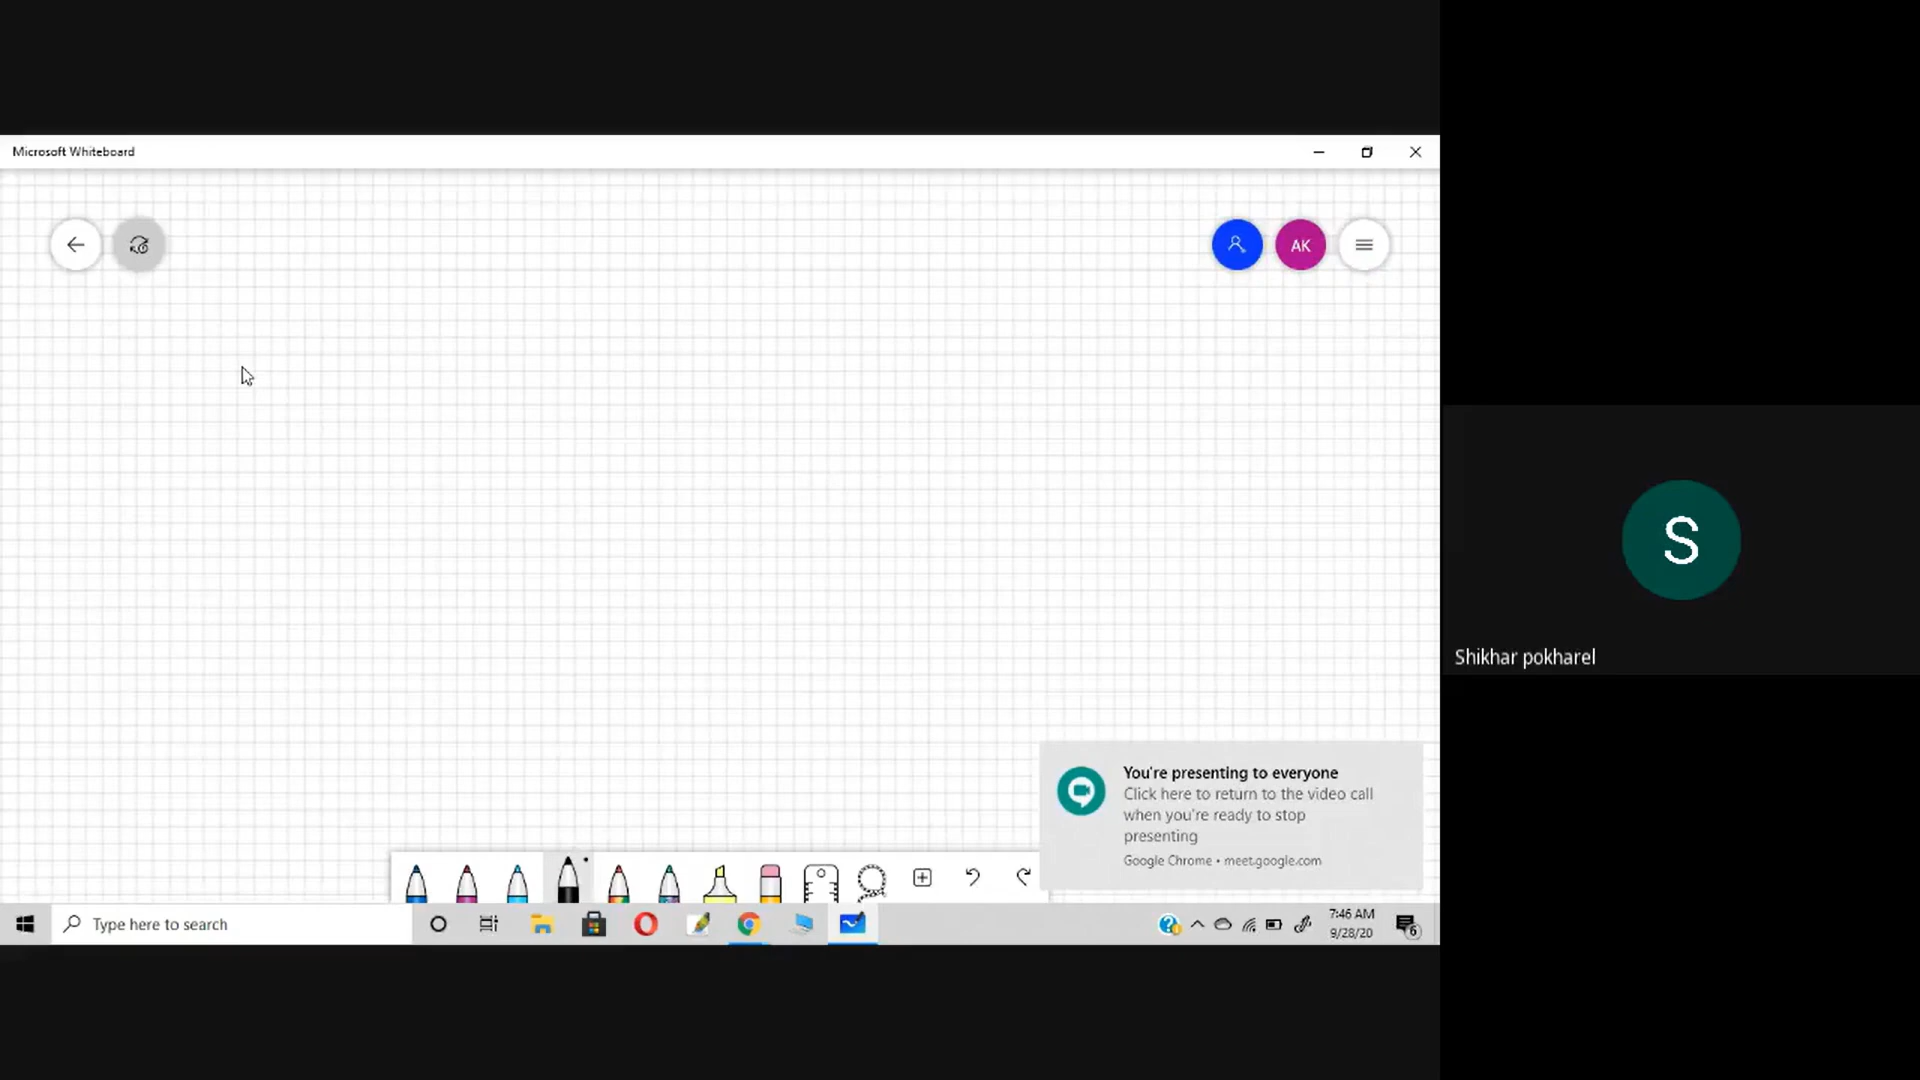 Microsoft Whiteboard
AK
S
Shikhar pokharel
You're presenting to everyone
Click here to return to the video call
when you're ready to stop
presenting
Google Chrome • meet.google.com
Type here to search
7:46 AM
9/28/20
6